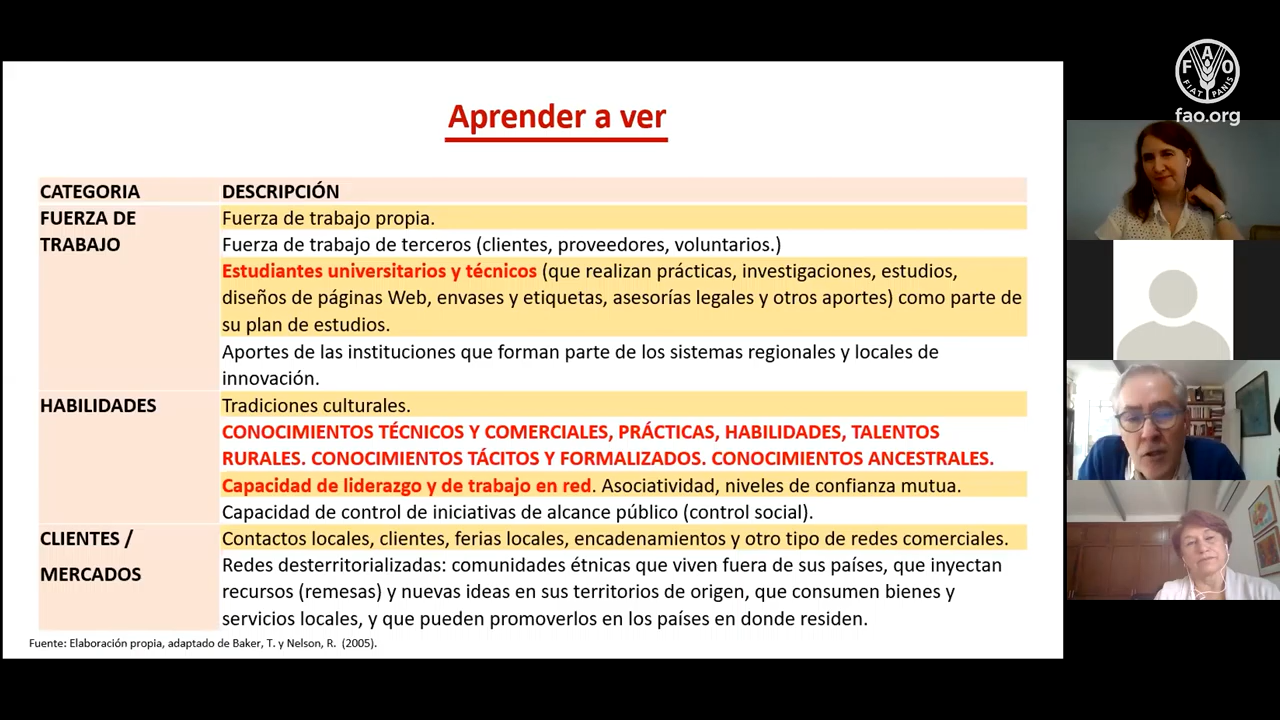 Aprender a ver
CATEGORIA
DESCRIPCIÓN
FUERZA DE
TRABAJO
Fuerza de trabajo propia.
Fuerza de trabajo de terceros (clientes, proveedores, voluntarios.)
Estudiantes universitarios y técnicos (que realizan prácticas, investigaciones, estudios,
diseños de páginas Web, envases y etiquetas, asesorías legales y otros aportes) como parte de
su plan de estudios.
Aportes de las instituciones que forman parte de los sistemas regionales y locales de
innovación.
HABILIDADES
Tradiciones culturales.
CONOCIMIENTOS TÉCNICOS Y COMERCIALES, PRÁCTICAS, HABILIDADES, TALENTOS
RURALES. CONOCIMIENTOS TÁCITOS Y FORMALIZADOS. CONOCIMIENTOS ANCESTRALES.
Capacidad de liderazgo y de trabajo en red. Asociatividad, niveles de confianza mutua.
Capacidad de control de iniciativas de alcance público (control social).
CLIENTES /
MERCADOS
Contactos locales, clientes, ferias locales, encadenamientos y otro tipo de redes comerciales.
Redes desterritorializadas: comunidades étnicas que viven fuera de sus países, que inyectan
recursos (remesas) y nuevas ideas en sus territorios de origen, que consumen bienes y
servicios locales, y que pueden promoverlos en los países en donde residen.
Fuente: Elaboración propia, adaptado de Baker, T. y Nelson, R. (2005).
FAO
FIAT PANIS
fao.org